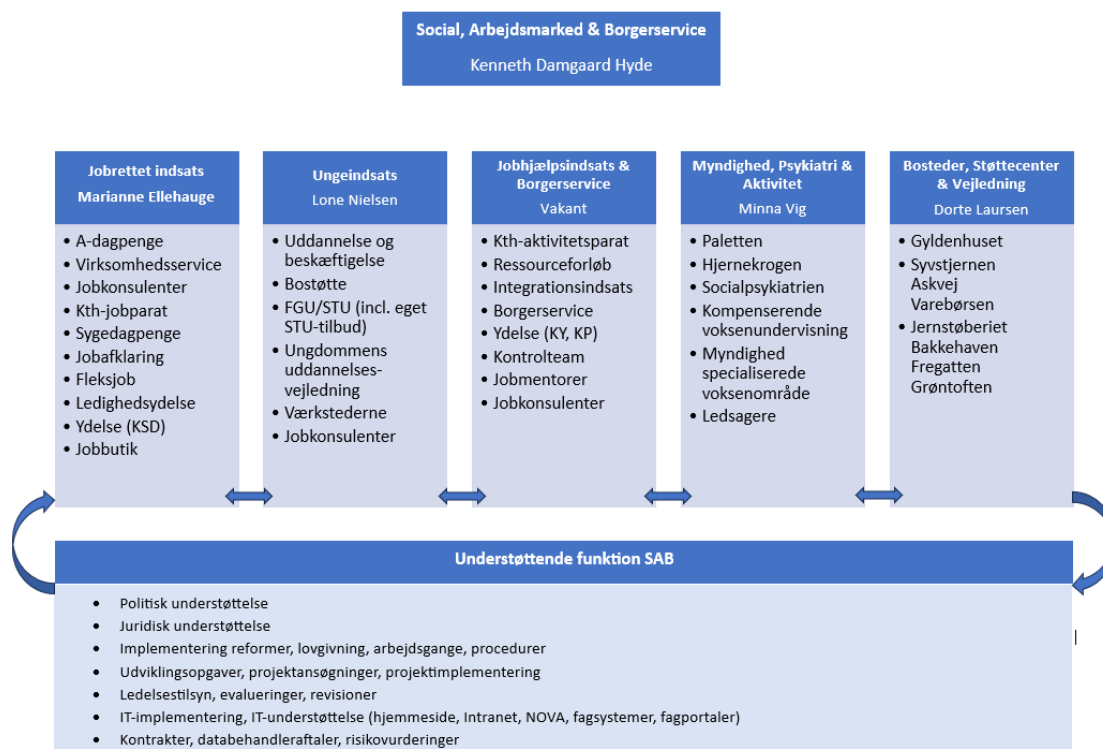 Social, Arbejdsmarked & Borgerservice
Kenneth Damgaard Hyde
Jobrettet indsats
Marianne Ellehauge
• A-dagpenge
• Virksomhedsservice
• Jobkonsulenter
• Kth-jobparat
• Sygedagpenge
• Jobafklaring
• Fleksjob
• Ledighedsydelse
• Ydelse (KSD)
• Jobbutik
Ungeindsats
Lone Nielsen
• Uddannelse og
beskæftigelse
• Bostøtte
• FGU/STU (incl. eget
STU-tilbud)
• Ungdommens
uddannelses-
vejledning
• Værkstederne
• Jobkonsulenter
Jobhjælpsindsats &
Borgerservice
Vakant
• Kth-aktivitetsparat
• Ressourceforløb
• Integrationsindsats
• Borgerservice
• Ydelse (KY, KP)
• Kontrolteam
• Jobmentorer
• Jobkonsulenter
Myndighed, Psykiatri &
Aktivitet
Minna Vig
• Paletten
• Hjernekrogen
• Socialpsykiatrien
• Kompenserende
voksenundervisning
• Myndighed
specialiserede
voksenområde
• Ledsagere
Bosteder, Støttecenter
& Vejledning
Dorte Laursen
• Gyldenhuset
• Syvstjernen
Askvej
Varebørsen
• Jernstøberiet
Bakkehaven
Fregatten
Grøntoften
Understøttende funktion SAB
• Politisk understøttelse
• Juridisk understøttelse
• Implementering reformer, lovgivning, arbejdsgange, procedurer
• Udviklingsopgaver, projektansøgninger, projektimplementering
• Ledelsestilsyn, evalueringer, revisioner
• IT-implementering, IT-understøttelse (hjemmeside, Intranet, NOVA, fagsystemer, fagportaler)
• Kontrakter, databehandleraftaler, risikovurderinger